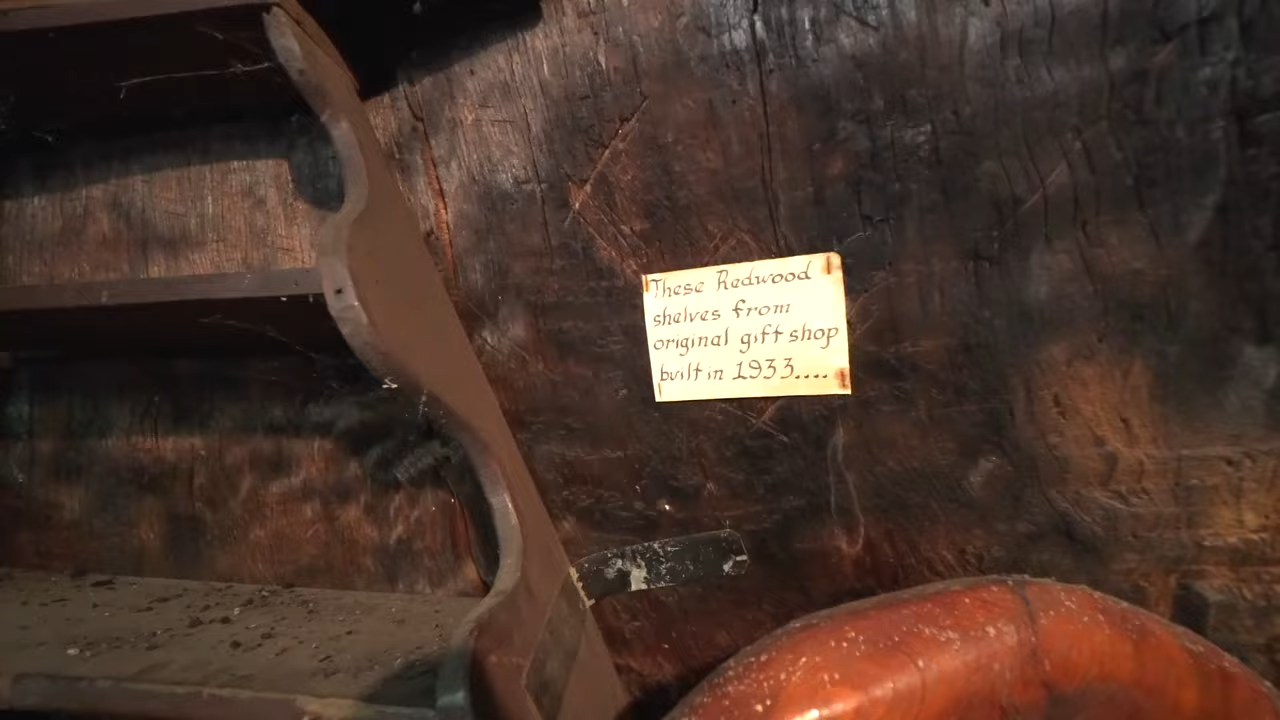 These Redwood
shelves from
original gift shop
built in 1933....